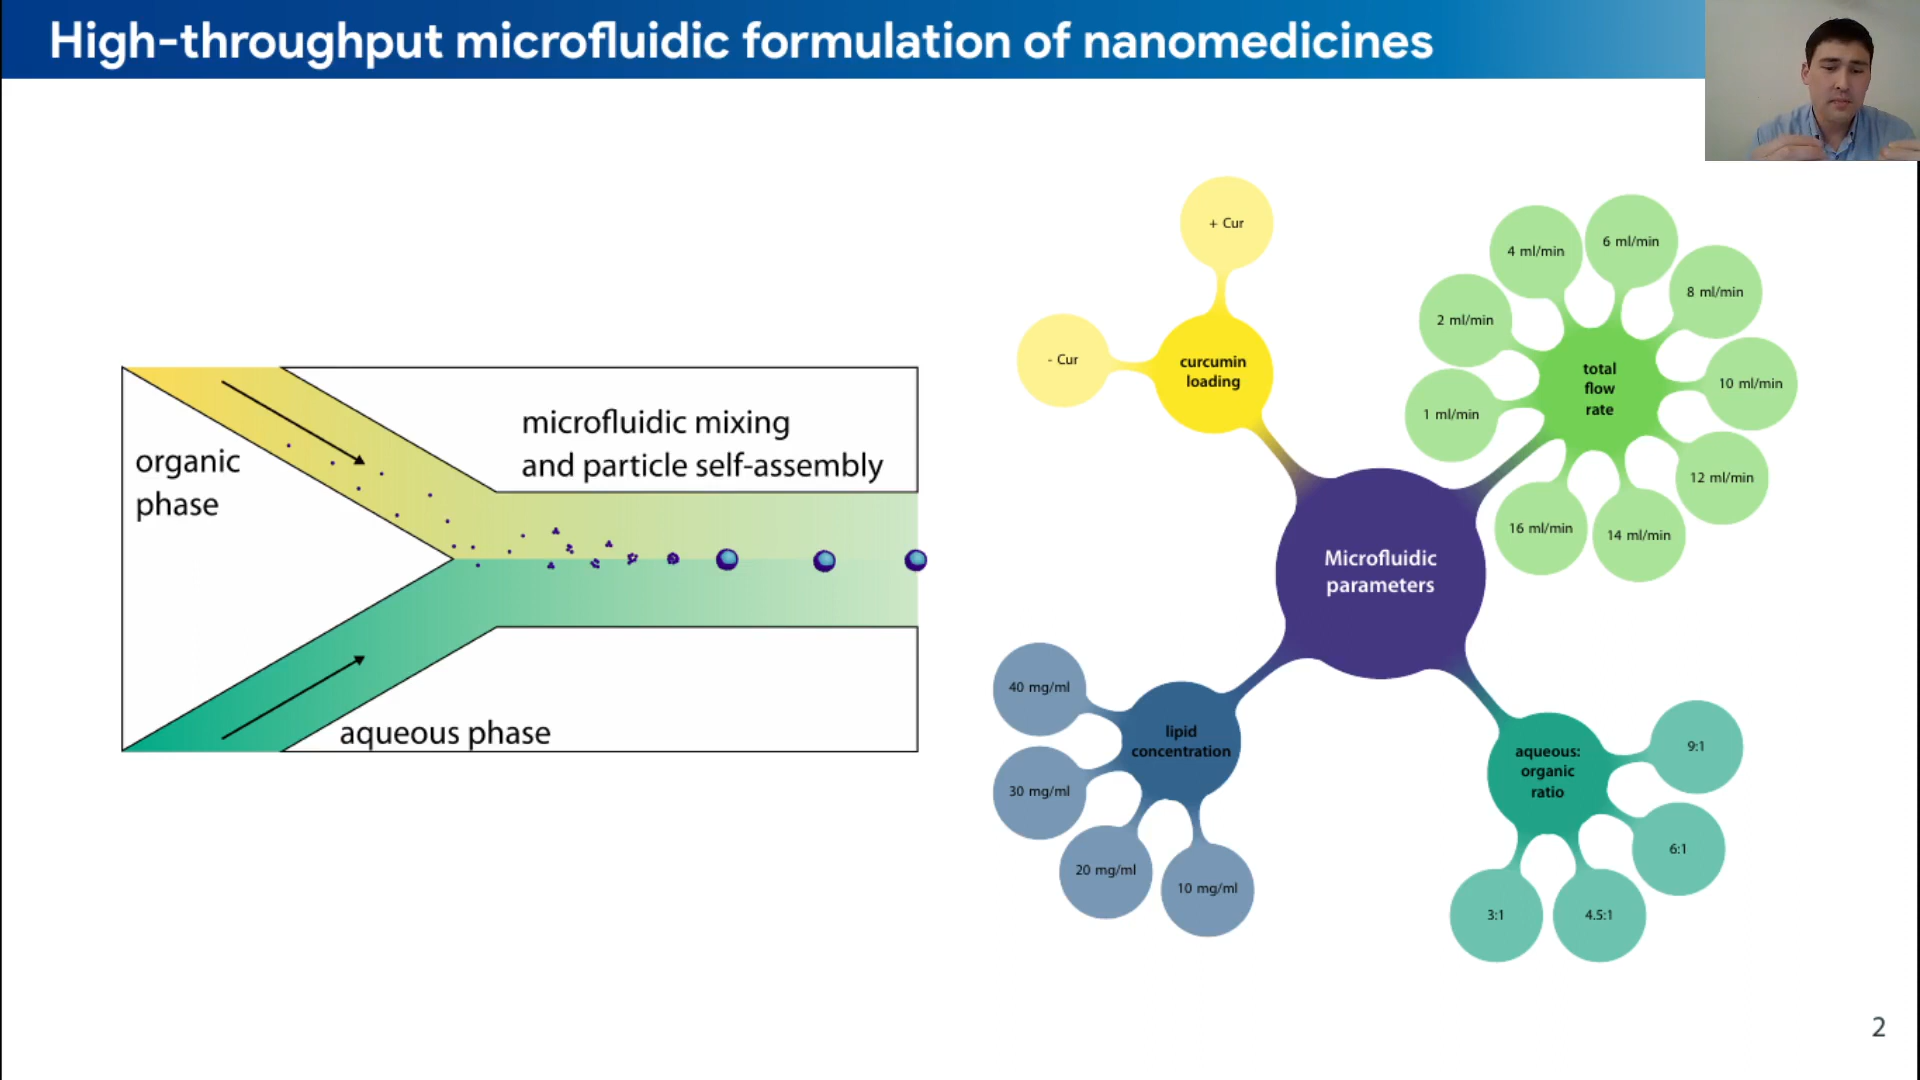 High-throughput microfluidic formulation of nanomedicines
organic
phase
microfluidic mixing
and particle self-assembly
aqueous phase
+ Cur
- Cur
curcumin
loading
4 ml/min
6 ml/min
2 ml/min
8 ml/min
1 ml/min
10 ml/min
total
flow
rate
12 ml/min
16 ml/min
14 ml/min
Microfluidic
parameters
40 mg/ml
30 mg/ml
20 mg/ml
10 mg/ml
lipid
concentration
aqueous:
organic
ratio
9:1
6:1
3:1
4.5:1
2